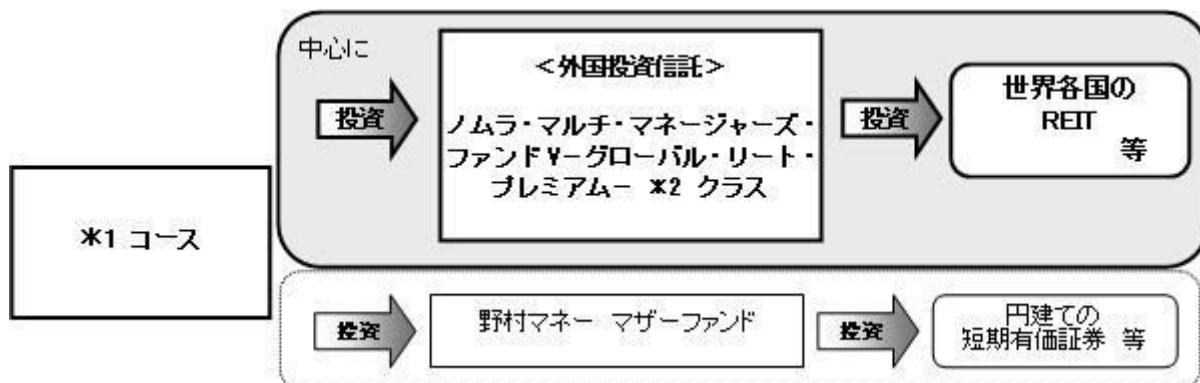 中心に
投資
＜外国投資信託＞
ノムラ・マルチ・マネージャーズ・
ファンドⅤ－グローバル・リート・
プレミアム－ *2 クラス
投資
世界各国の
REIT
等
*1 コース
投資
野村マネー マザーファンド
投資
円建ての
短期有価証券 等